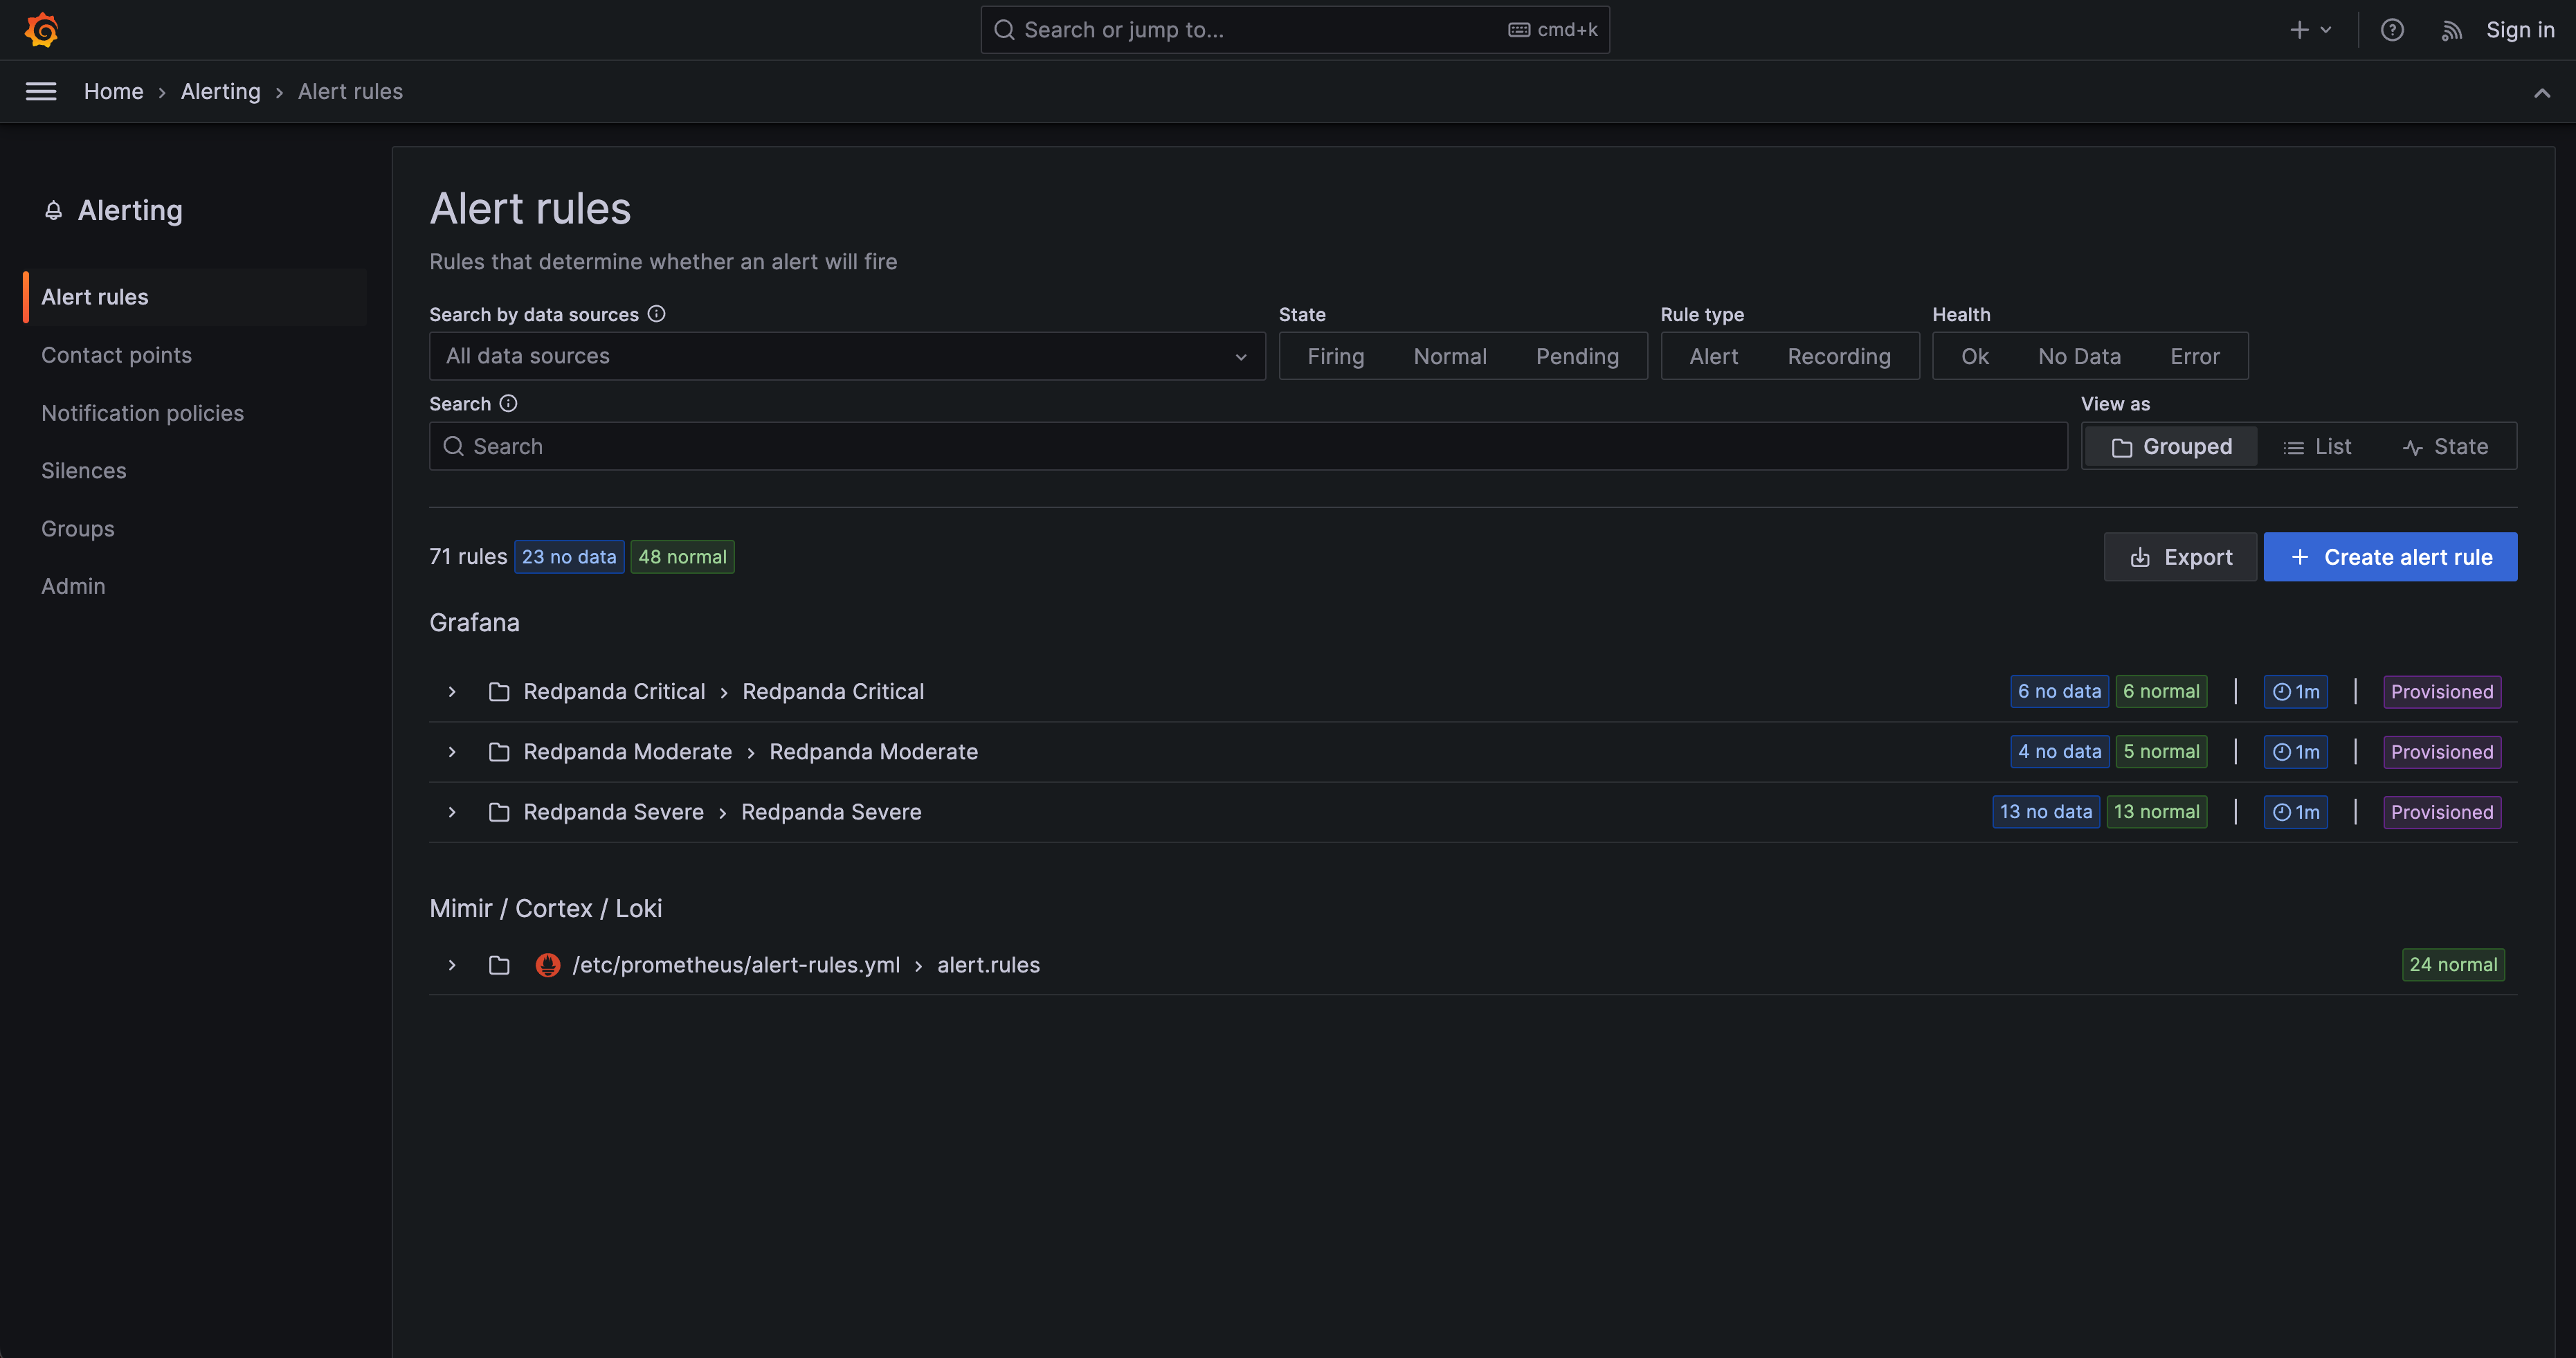 Search or jump to... cmd+k Sign in
Home > Alerting > Alert rules
Alerting
Alert rules
Contact points
Notification policies
Silences
Groups
Admin
Alert rules
Rules that determine whether an alert will fire
Search by data sources State Rule type Health
All data sources Firing Normal Pending Alert Recording Ok No Data Error
Search View as
Search Grouped List State
71 rules 23 no data 48 normal Export + Create alert rule
Grafana
Redpanda Critical > Redpanda Critical 6 no data 6 normal | 1m | Provisioned
Redpanda Moderate > Redpanda Moderate 4 no data 5 normal | 1m | Provisioned
Redpanda Severe > Redpanda Severe 13 no data 13 normal | 1m | Provisioned
Mimir / Cortex / Loki
/etc/prometheus/alert-rules.yml > alert.rules 24 normal